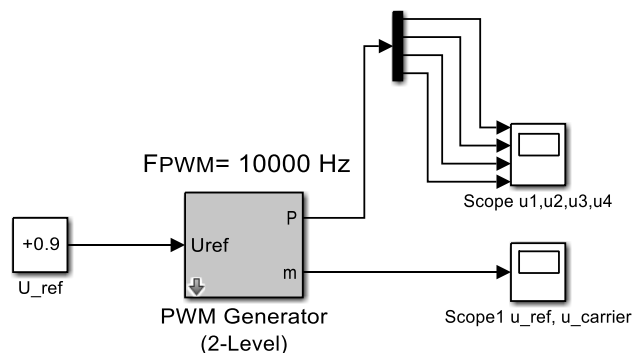 FPWM= 10000 Hz
Scope u1,u2,u3,u4
P
+0.9
Uref
U_ref
m
PWM Generator
(2-Level)
Scope1 u_ref, u_carrier